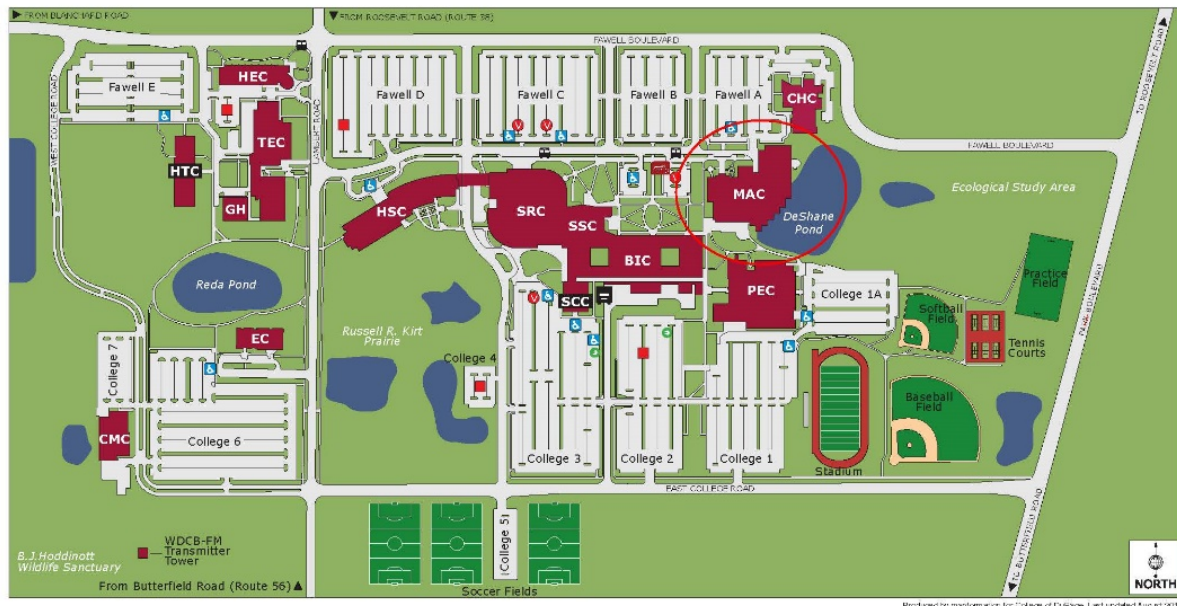 FROM BLANCHARD ROAD
FROM ROOSEVELT ROAD (ROUTE 38)
FAWELL BOULEVARD
TO ROOSEVELT ROAD
WEST COLLEGE ROAD
Fawell E
HEC
LAMBERT ROAD
Fawell D
Fawell C
Fawell B
Fawell A
CHC
TEC
HTC
GH
HSC
SRC
SSC
BIC
MAC
DeShane
Pond
FAWELL BOULEVARD
Ecological Study Area
Reda Pond
Russell R. Kirt
Prairie
SCC
PEC
College 1A
Practice
Field
Softball
Field
Tennis
Courts
PARK BOULEVARD
EC
College 7
College 4
CMC
College 6
College 3
College 2
College 1
Baseball
Field
Stadium
EAST COLLEGE ROAD
College 5
Soccer Fields
WDCB-FM
Transmitter
Tower
B.J.Hoddinott
Wildlife Sanctuary
From Butterfield Road (Route 56)
TO BUTTERFIELD ROAD
NORTH